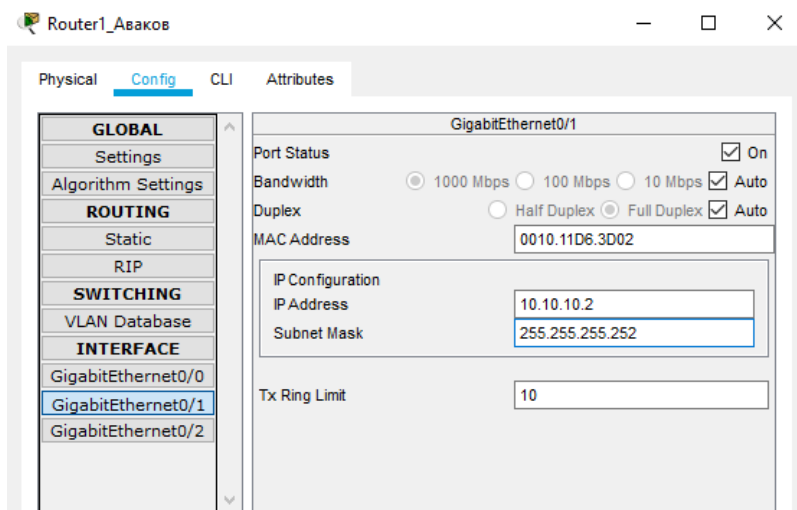 Router1_Аваков
Physical Config CLI Attributes
GLOBAL
Settings
Algorithm Settings
ROUTING
Static
RIP
SWITCHING
VLAN Database
INTERFACE
GigabitEthernet0/0
GigabitEthernet0/1
GigabitEthernet0/2
GigabitEthernet0/1
Port Status On
Bandwidth 1000 Mbps 100 Mbps 10 Mbps Auto
Duplex Half Duplex Full Duplex Auto
MAC Address 0010.11D6.3D02
IP Configuration
IP Address 10.10.10.2
Subnet Mask 255.255.255.252
Tx Ring Limit 10